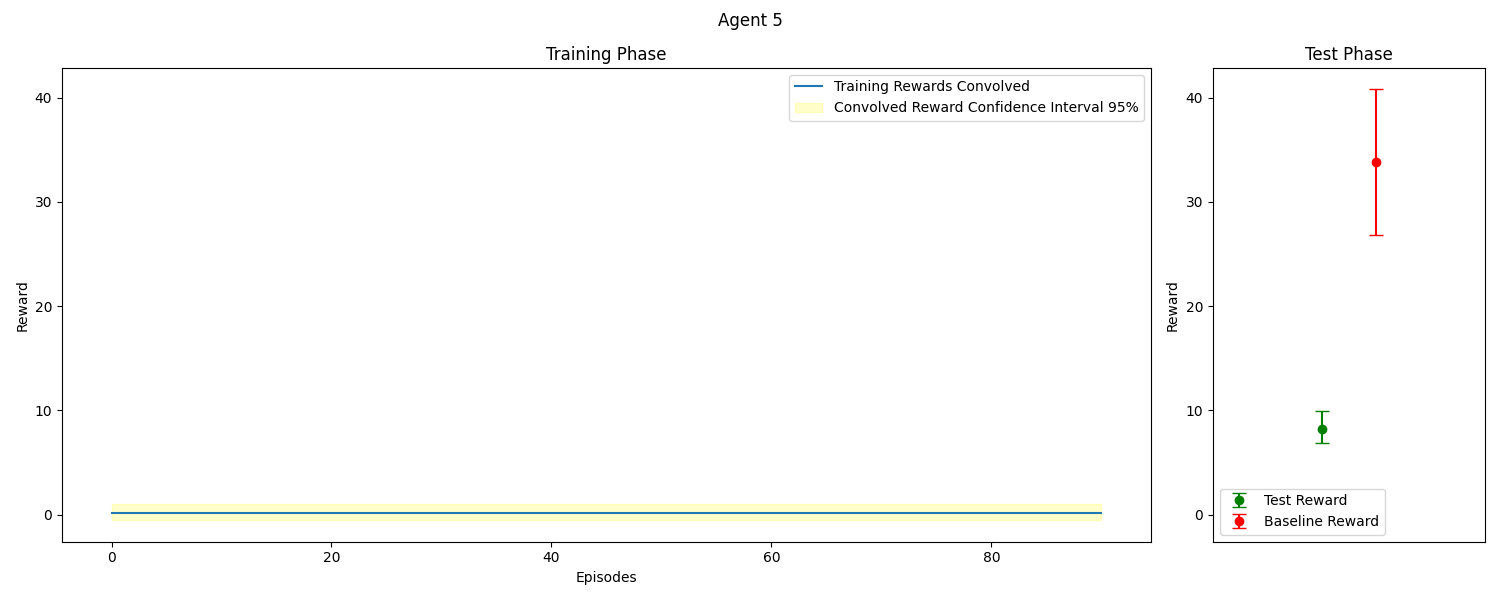 Agent 5
Training Phase
Training Rewards Convolved
Convolved Reward Confidence Interval 95%
40
30
20
10
0
Reward
0
20
40
60
80
Episodes
Test Phase
40
30
20
10
0
Reward
Test Reward
Baseline Reward